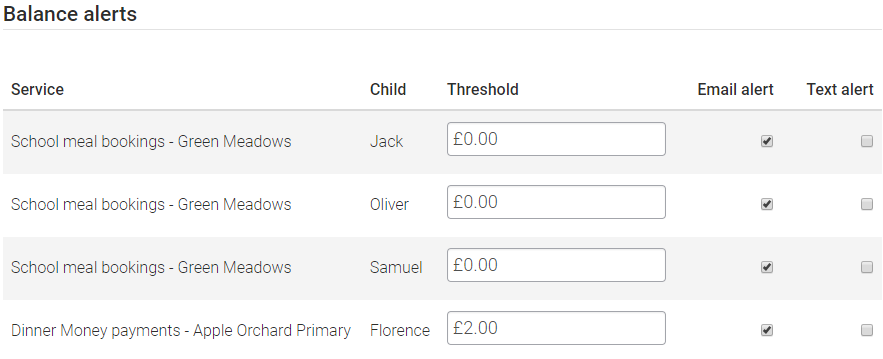 Balance alerts
Service Child Threshold Email alert Text alert
School meal bookings - Green Meadows Jack £0.00
School meal bookings - Green Meadows Oliver £0.00
School meal bookings - Green Meadows Samuel £0.00
Dinner Money payments - Apple Orchard Primary Florence £2.00